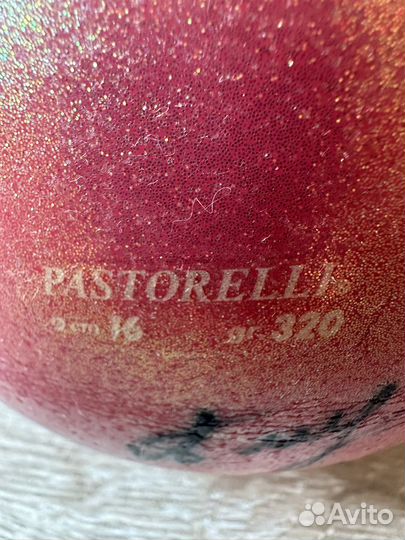 PASTORELLI
ø cm 16 gr 320
Avito